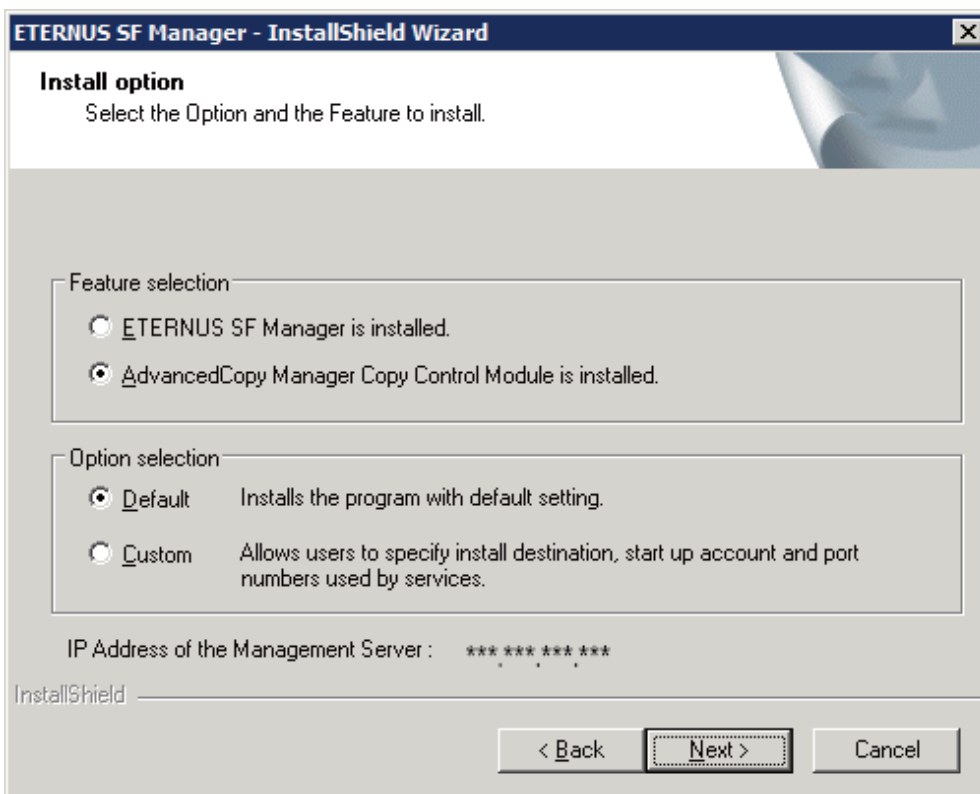 ETERNUS SF Manager - InstallShield Wizard
Install option
Select the Option and the Feature to install.
Feature selection
ETERNUS SF Manager is installed.
AdvancedCopy Manager Copy Control Module is installed.
Option selection
Default Installs the program with default setting.
Custom Allows users to specify install destination, start up account and port
numbers used by services.
IP Address of the Management Server : ***.***.***.***
InstallShield
< Back Next > Cancel